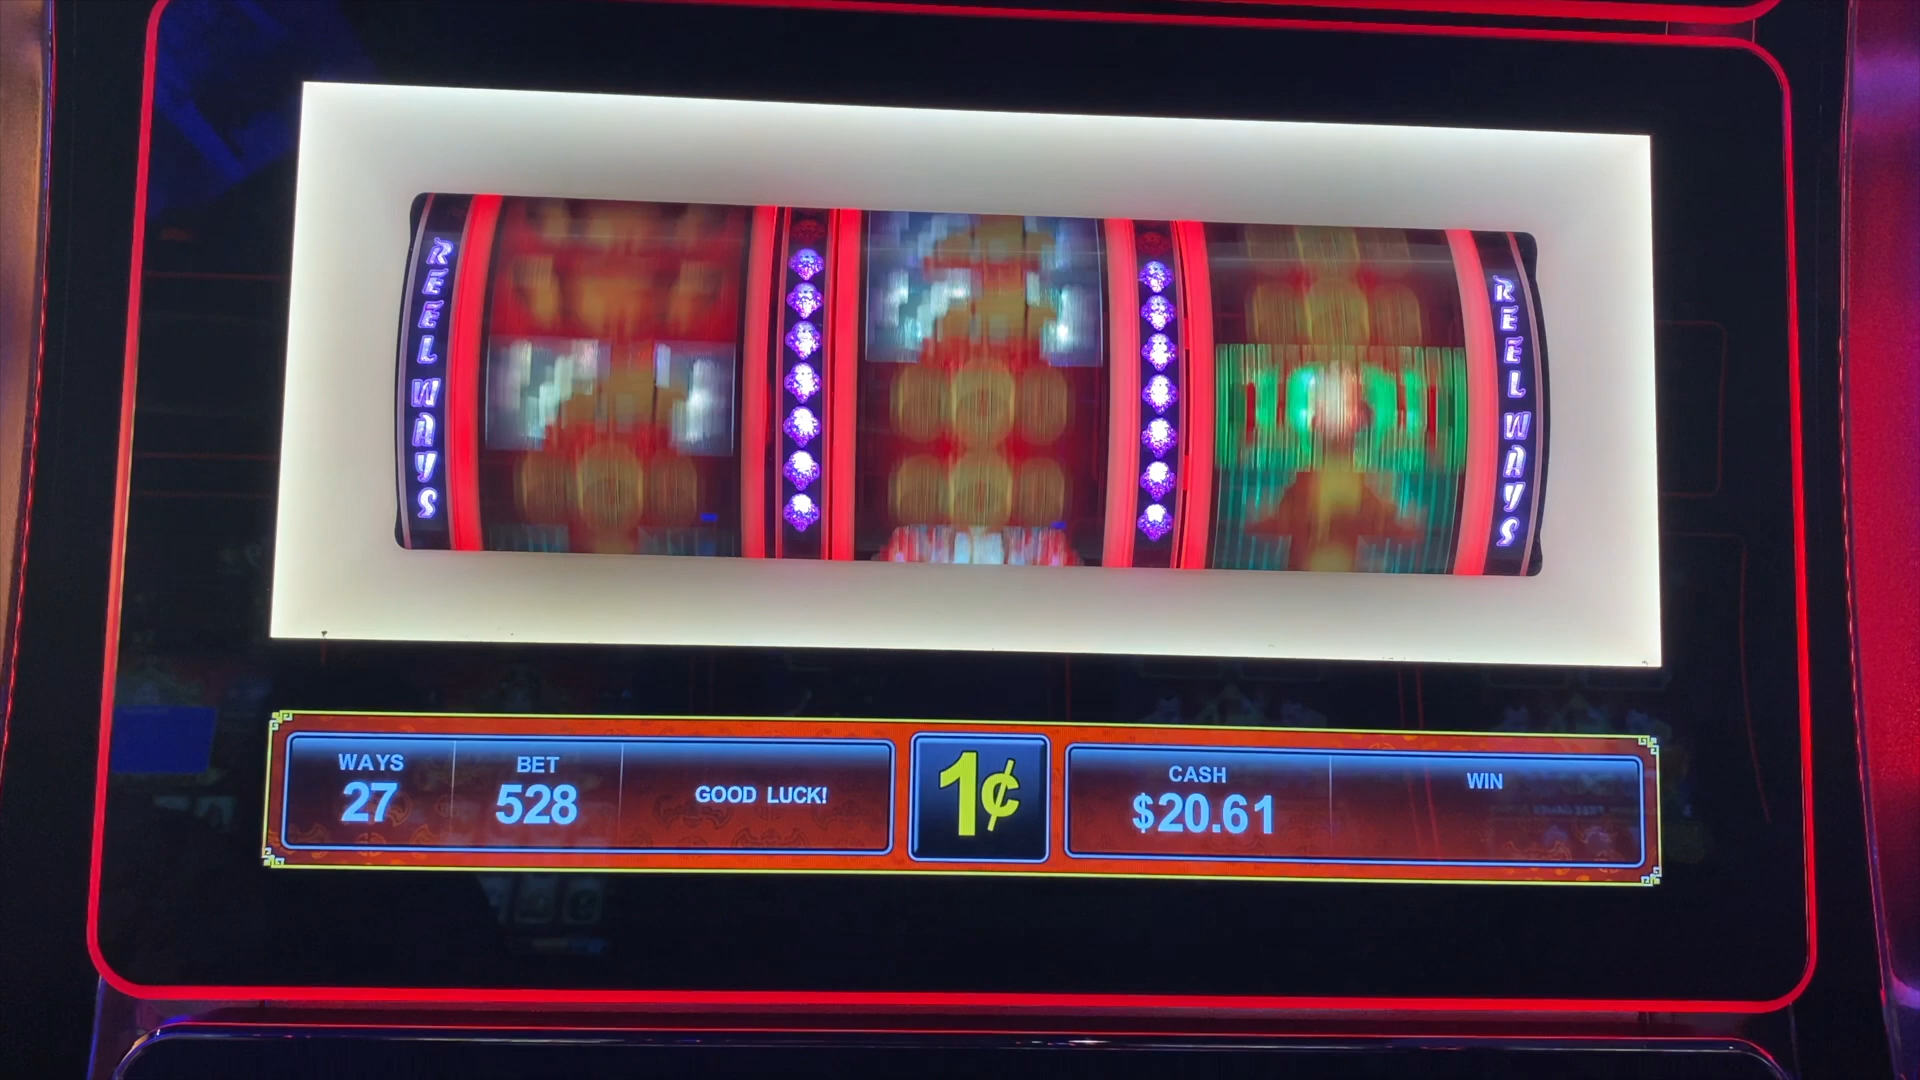 REEL WAYS
REEL WAYS
WAYS
27
BET
528
GOOD LUCK!
1¢
CASH
$20.61
WIN